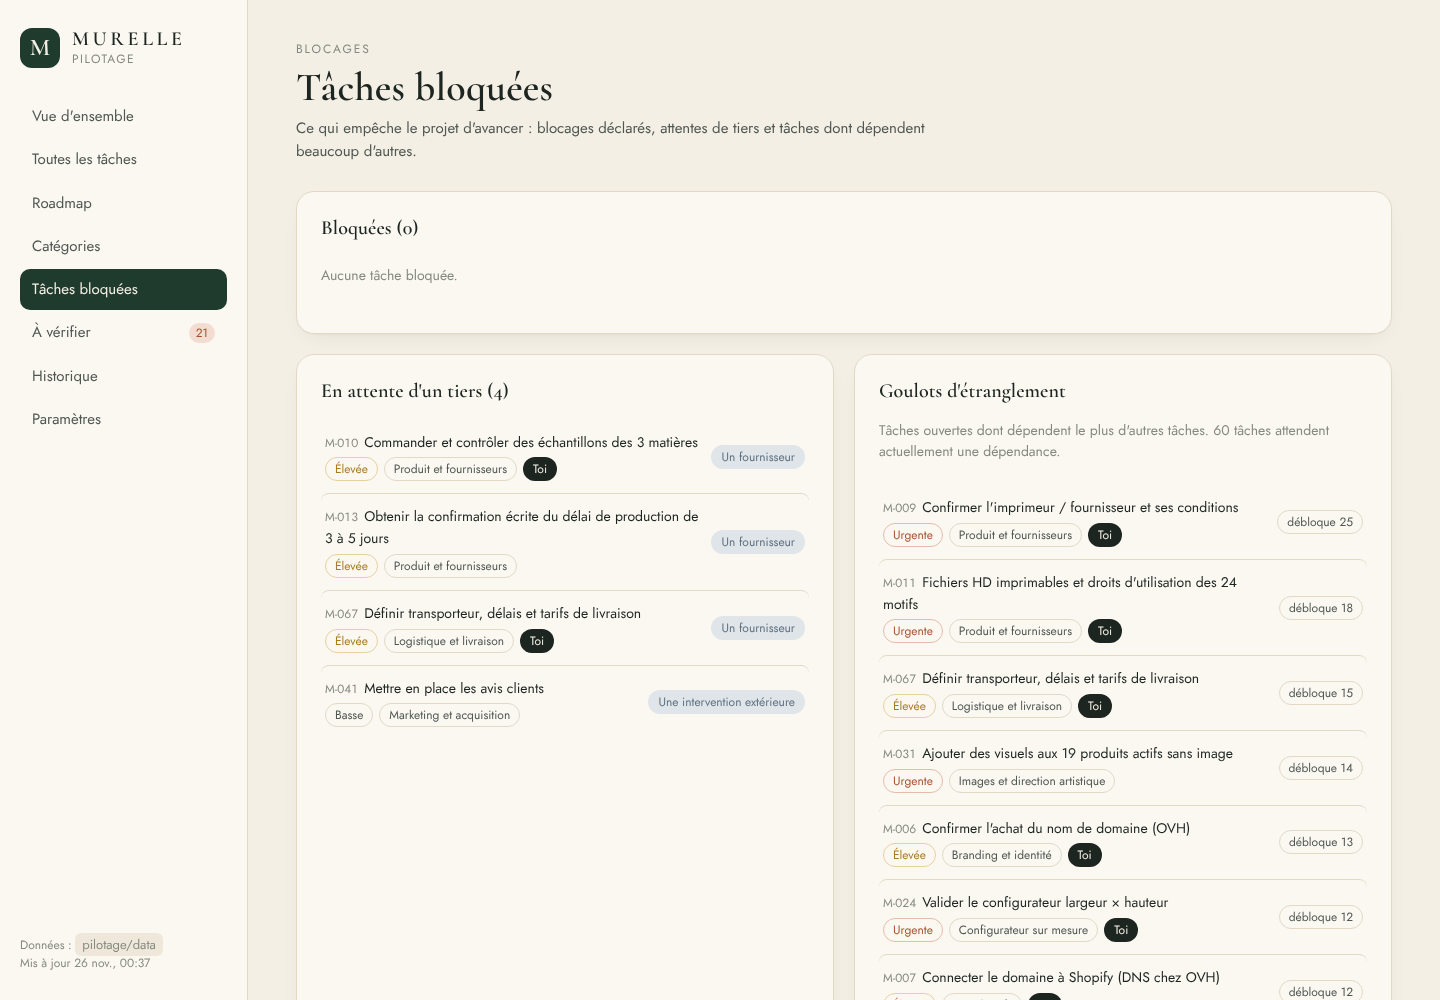 M
MURELLE
PILOTAGE
Vue d'ensemble
Toutes les tâches
Roadmap
Catégories
Tâches bloquées
À vérifier
21
Historique
Paramètres
Données : pilotage/data
Mis à jour 26 nov., 00:37
BLOCAGES
Tâches bloquées
Ce qui empêche le projet d'avancer : blocages déclarés, attentes de tiers et tâches dont dépendent
beaucoup d'autres.
Bloquées (0)
Aucune tâche bloquée.
En attente d'un tiers (4)
M-010 Commander et contrôler des échantillons des 3 matières
Élevée Produit et fournisseurs Toi
Un fournisseur
M-013 Obtenir la confirmation écrite du délai de production de
3 à 5 jours
Élevée Produit et fournisseurs
Un fournisseur
M-067 Définir transporteur, délais et tarifs de livraison
Élevée Logistique et livraison Toi
Un fournisseur
M-041 Mettre en place les avis clients
Basse Marketing et acquisition
Une intervention extérieure
Goulots d'étranglement
Tâches ouvertes dont dépendent le plus d'autres tâches. 60 tâches attendent
actuellement une dépendance.
M-009 Confirmer l'imprimeur / fournisseur et ses conditions
Urgente Produit et fournisseurs Toi
débloque 25
M-011 Fichiers HD imprimables et droits d'utilisation des 24
motifs
Urgente Produit et fournisseurs Toi
débloque 18
M-067 Définir transporteur, délais et tarifs de livraison
Élevée Logistique et livraison Toi
débloque 15
M-031 Ajouter des visuels aux 19 produits actifs sans image
Urgente Images et direction artistique
débloque 14
M-006 Confirmer l'achat du nom de domaine (OVH)
Élevée Branding et identité Toi
débloque 13
M-024 Valider le configurateur largeur × hauteur
Urgente Configurateur sur mesure Toi
débloque 12
M-007 Connecter le domaine à Shopify (DNS chez OVH)
débloque 12